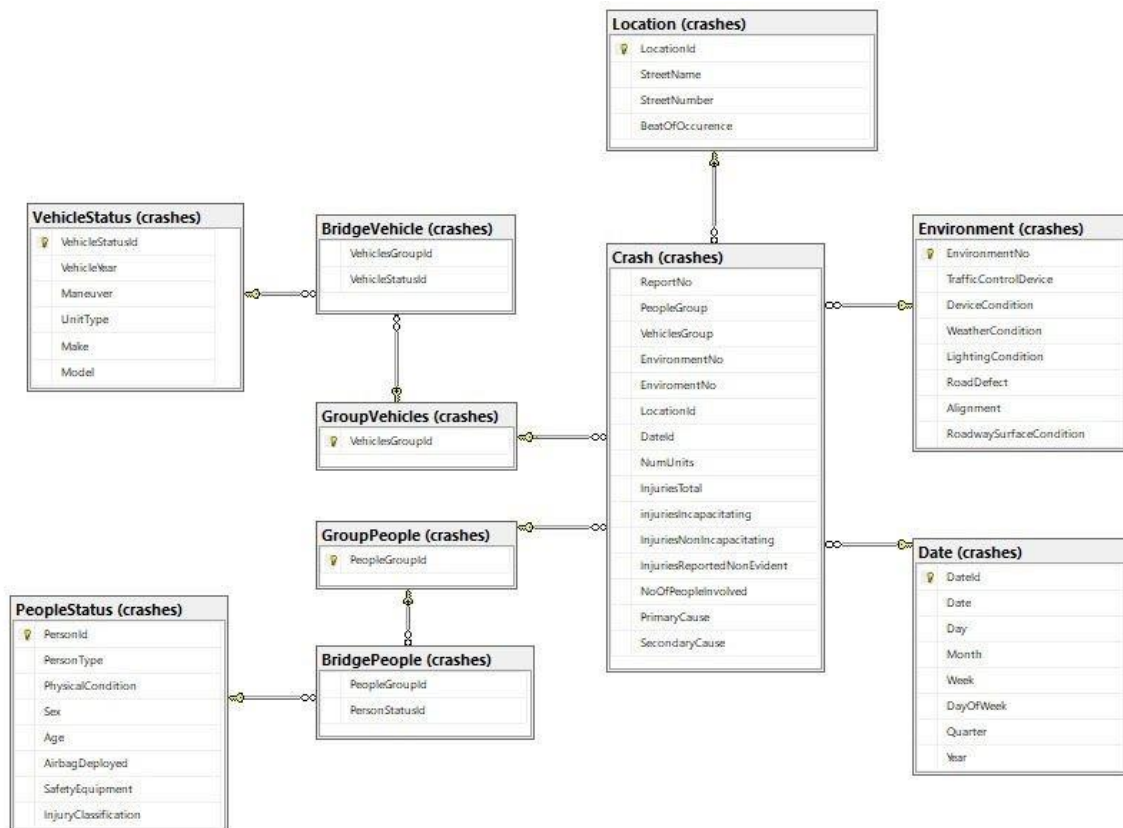 Location (crashes)
LocationId
StreetName
StreetNumber
BeatOfOccurence
VehicleStatus (crashes)
VehicleStatusId
VehicleYear
Maneuver
UnitType
Make
Model
BridgeVehicle (crashes)
VehiclesGroupId
VehicleStatusId
GroupVehicles (crashes)
VehiclesGroupId
GroupPeople (crashes)
PeopleGroupId
BridgePeople (crashes)
PeopleGroupId
PersonStatusId
PeopleStatus (crashes)
PersonId
PersonType
PhysicalCondition
Sex
Age
AirbagDeployed
SafetyEquipment
InjuryClassification
Crash (crashes)
ReportNo
PeopleGroup
VehiclesGroup
EnvironmentNo
EnviromentNo
LocationId
DateId
NumUnits
InjuriesTotal
injuriesIncapacitating
InjuriesNonIncapacitating
InjuriesReportedNonEvident
NoOfPeopleInvolved
PrimaryCause
SecondaryCause
Environment (crashes)
EnvironmentNo
TrafficControlDevice
DeviceCondition
WeatherCondition
LightingCondition
RoadDefect
Alignment
RoadwaySurfaceCondition
Date (crashes)
DateId
Date
Day
Month
Week
DayOfWeek
Quarter
Year